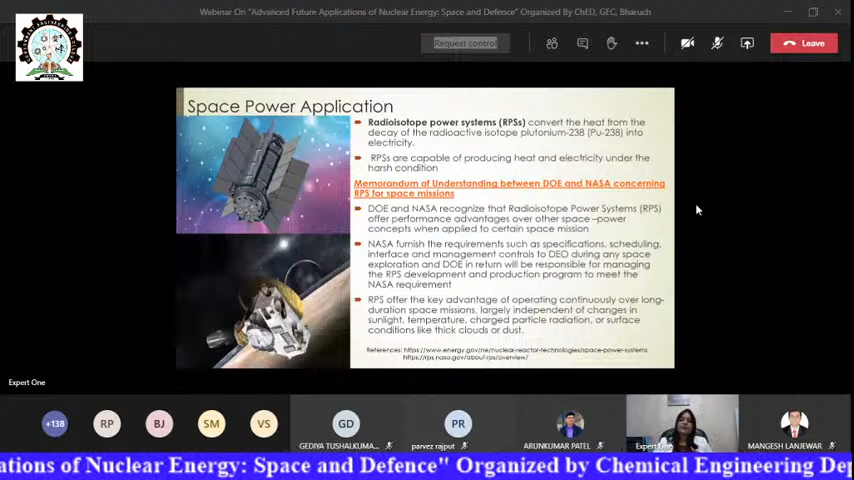 Webinar On "Advanced Future Applications of Nuclear Energy: Space and Defence" Organized By ChED, GEC, Bharuch
Request control
Leave
Space Power Application
Radioisotope power systems (RPSs) convert the heat from the
decay of the radioactive isotope plutonium-238 (Pu-238) into
electricity.
RPSs are capable of producing heat and electricity under the
harsh condition
Memorandum of Understanding between DOE and NASA concerning
RPS for space missions
DOE and NASA recognize that Radioisotope Power Systems (RPS)
offer performance advantages over other space –power
concepts when applied to certain space mission
NASA furnish the requirements such as specifications, scheduling,
interface and management controls to DEO during any space
exploration and DOE in return will be responsible for managing
the RPS development and production program to meet the
NASA requirement
RPS offer the key advantage of operating continuously over long-
duration space missions, largely independent of changes in
sunlight, temperature, charged particle radiation, or surface
conditions like thick clouds or dust.
References: https://www.energy.gov/ne/nuclear-reactor-technologies/space-power-systems
https://rps.nasa.gov/about-rps/overview/
Expert One
+138
RP
BJ
SM
VS
GD
PR
GEDIYA TUSHALKUMA...
parvez rajput
ARUNKUMAR PATEL
Expert One
MANGESH LANJEWAR
ations of Nuclear Energy: Space and Defence" Organized by Chemical Engineering De